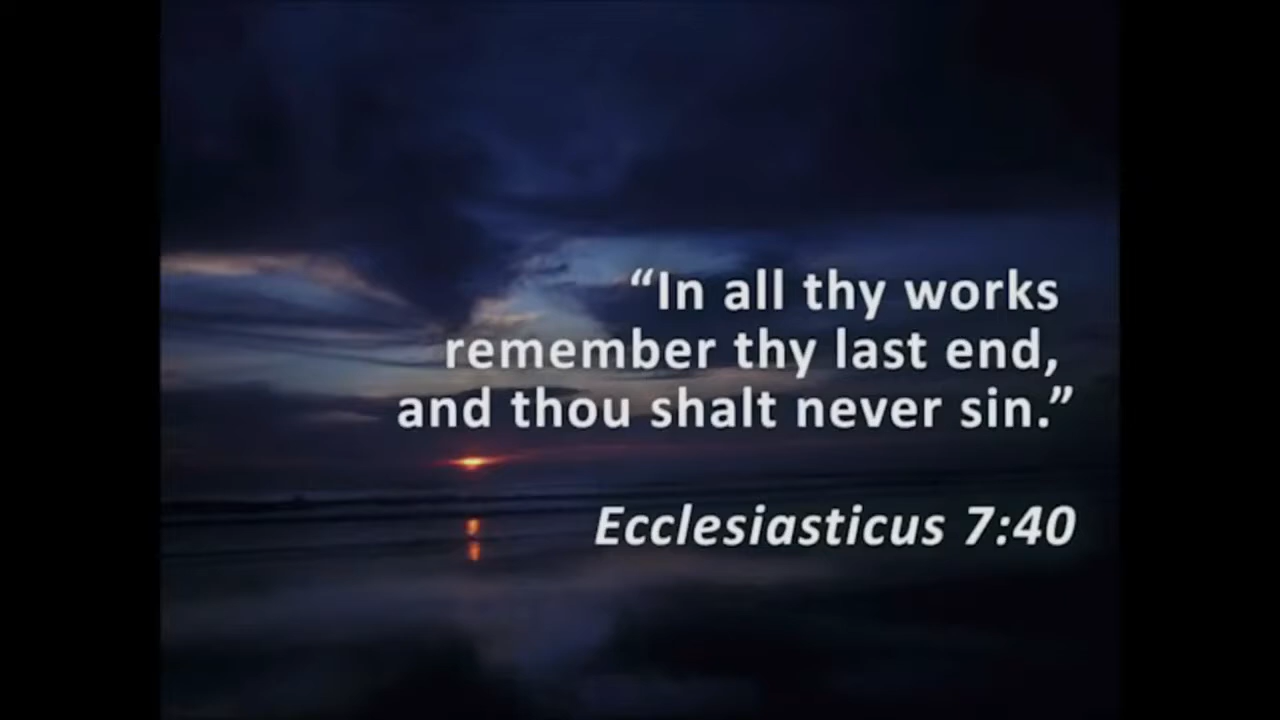 “In all thy works
remember thy last end,
and thou shalt never sin.”
Ecclesiasticus 7:40